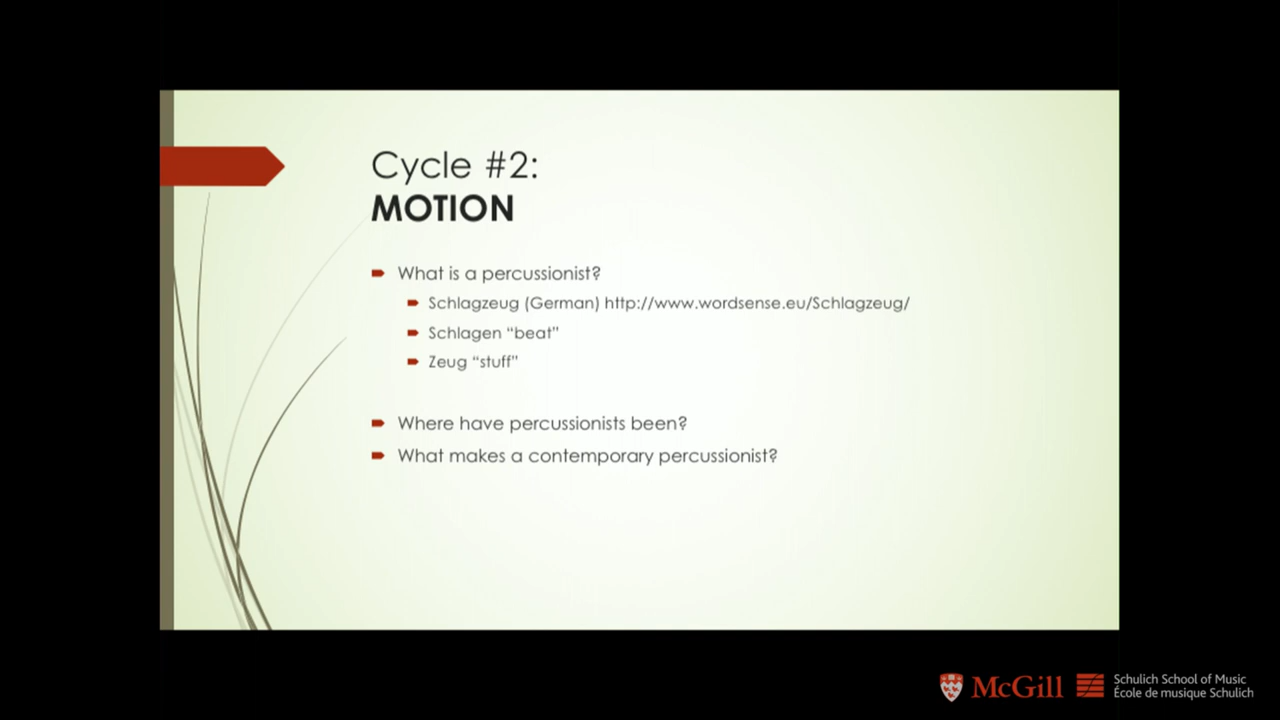 Cycle #2:
MOTION
What is a percussionist?
Schlagzeug (German) http://www.wordsense.eu/Schlagzeug/
Schlagen “beat”
Zeug “stuff”
Where have percussionists been?
What makes a contemporary percussionist?
McGill
Schulich School of Music
École de musique Schulich